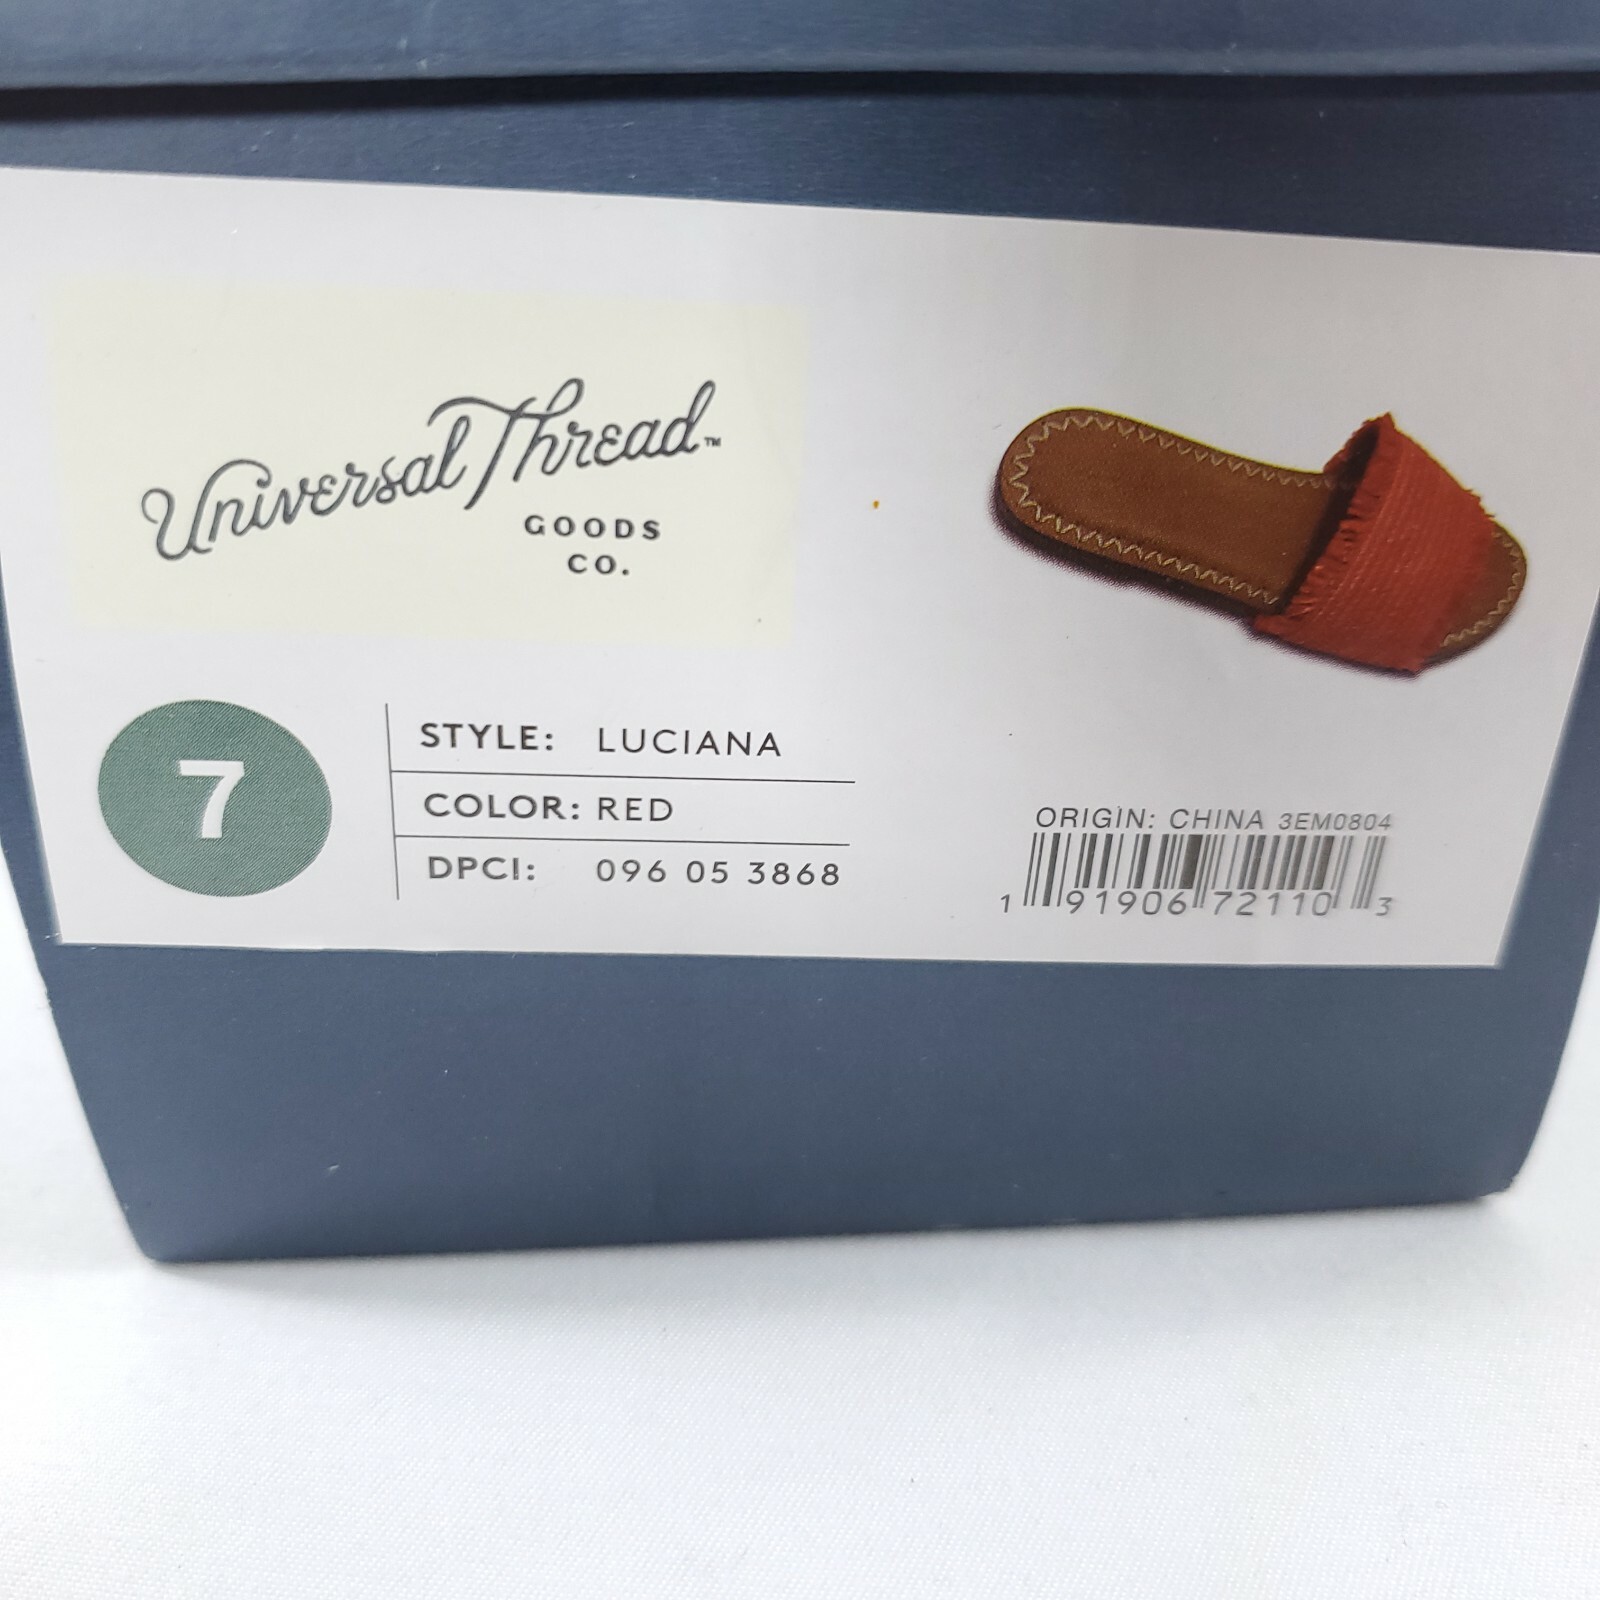 Universal Thread™
GOODS
CO.
7
STYLE: LUCIANA
COLOR: RED
DPCI: 096 05 3868
ORIGIN: CHINA 3EM0804
1 91906 72110 3